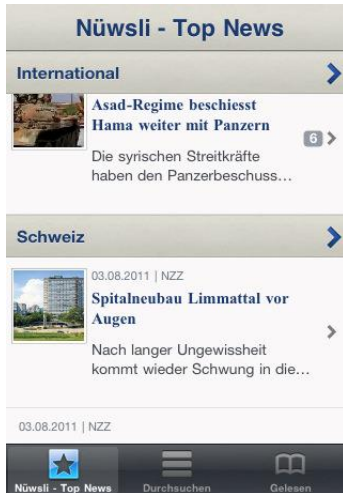 Nüwsli - Top News
International
Asad-Regime beschiesst
Hama weiter mit Panzern
6
Die syrischen Streitkräfte
haben den Panzerbeschuss...
Schweiz
03.08.2011 | NZZ
Spitalneubau Limmattal vor
Augen
Nach langer Ungewissheit
kommt wieder Schwung in die...
03.08.2011 | NZZ
Nüwsli - Top News Durchsuchen Gelesen